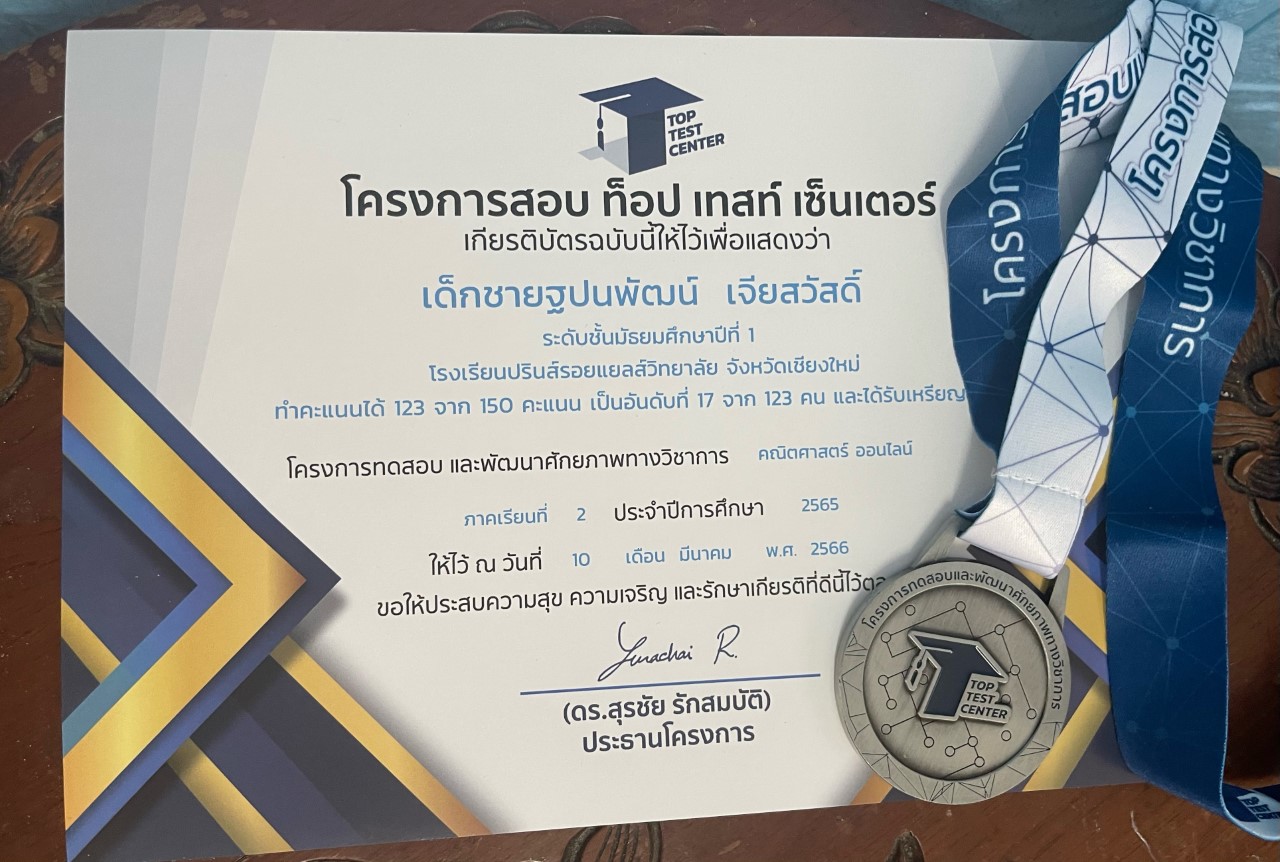 TOP
TEST
CENTER
โครงการสอบ ท็อป เทสท์ เซ็นเตอร์
เกียรติบัตรฉบับนี้ให้ไว้เพื่อแสดงว่า
เด็กชายฐปนพัฒน์ เจียสวัสดิ์
ระดับชั้นมัธยมศึกษาปีที่ 1
โรงเรียนปรินส์รอยแยลส์วิทยาลัย จังหวัดเชียงใหม่
ทำคะแนนได้ 123 จาก 150 คะแนน เป็นอันดับที่ 17 จาก 123 คน และได้รับเหรียญ
โครงการทดสอบ และพัฒนาศักยภาพทางวิชาการ คณิตศาสตร์ ออนไลน์
ภาคเรียนที่ 2 ประจำปีการศึกษา 2565
ให้ไว้ ณ วันที่ 10 เดือน มีนาคม พ.ศ. 2566
ขอให้ประสบความสุข ความเจริญ และรักษาเกียรติที่ดีนี้ไว้
Surachai R.
(ดร.สุรชัย รักสมบัติ)
ประธานโครงการ
โครงการ
สอบ
โครงการสอ
ทางวิชาการ
โครงการทดสอบและพัฒนาศักยภาพทางวิชาการ
TOP
TEST
CENTER